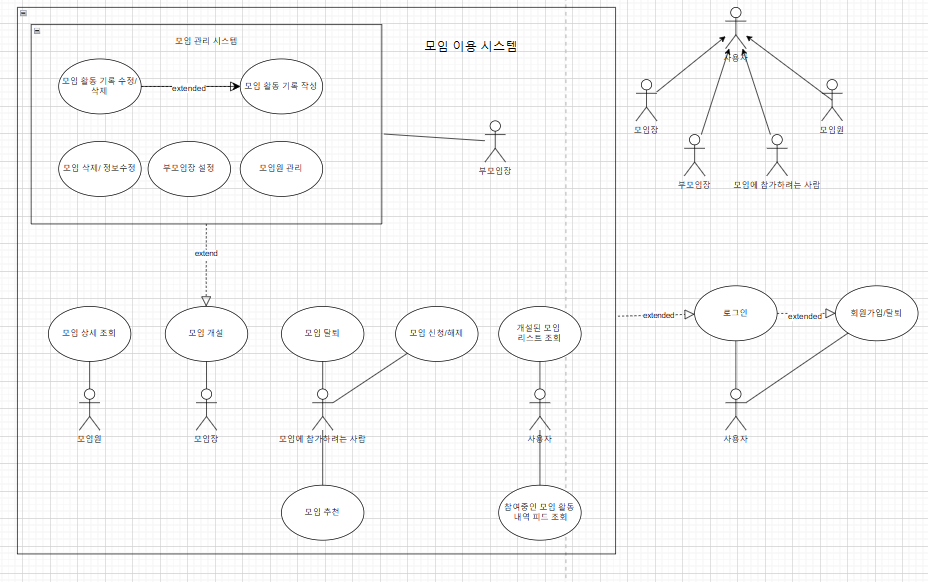 모임 관리 시스템
모임 이용 시스템
모임 활동 기록 수정/
삭제
extended
모임 활동 기록 작성
모임 삭제/ 정보수정
부모임장 설정
모임원 관리
부모임장
사용자
모임장
모임원
부모임장
모임에 참가하려는 사람
extend
모임 상세 조회
모임 개설
모임 탈퇴
모임 신청/해제
개설된 모임
리스트 조회
extended
로그인
extended
회원가입/탈퇴
모임원
모임장
모임에 참가하려는 사람
사용자
사용자
모임 추천
참여중인 모임 활동
내역 피드 조회